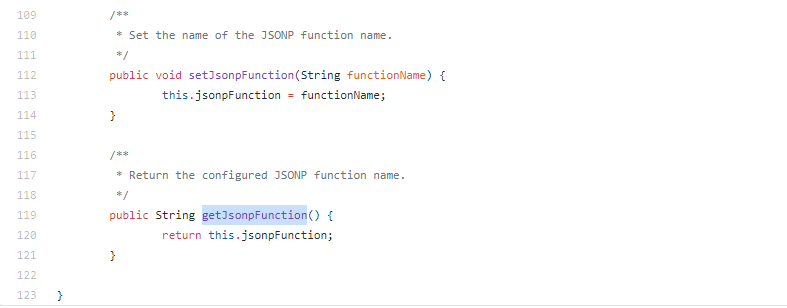 109 /**
110 * Set the name of the JSONP function name.
111 */
112 public void setJsonpFunction(String functionName) {
113 this.jsonpFunction = functionName;
114 }
115
116 /**
117 * Return the configured JSONP function name.
118 */
119 public String getJsonpFunction() {
120 return this.jsonpFunction;
121 }
122
123 }